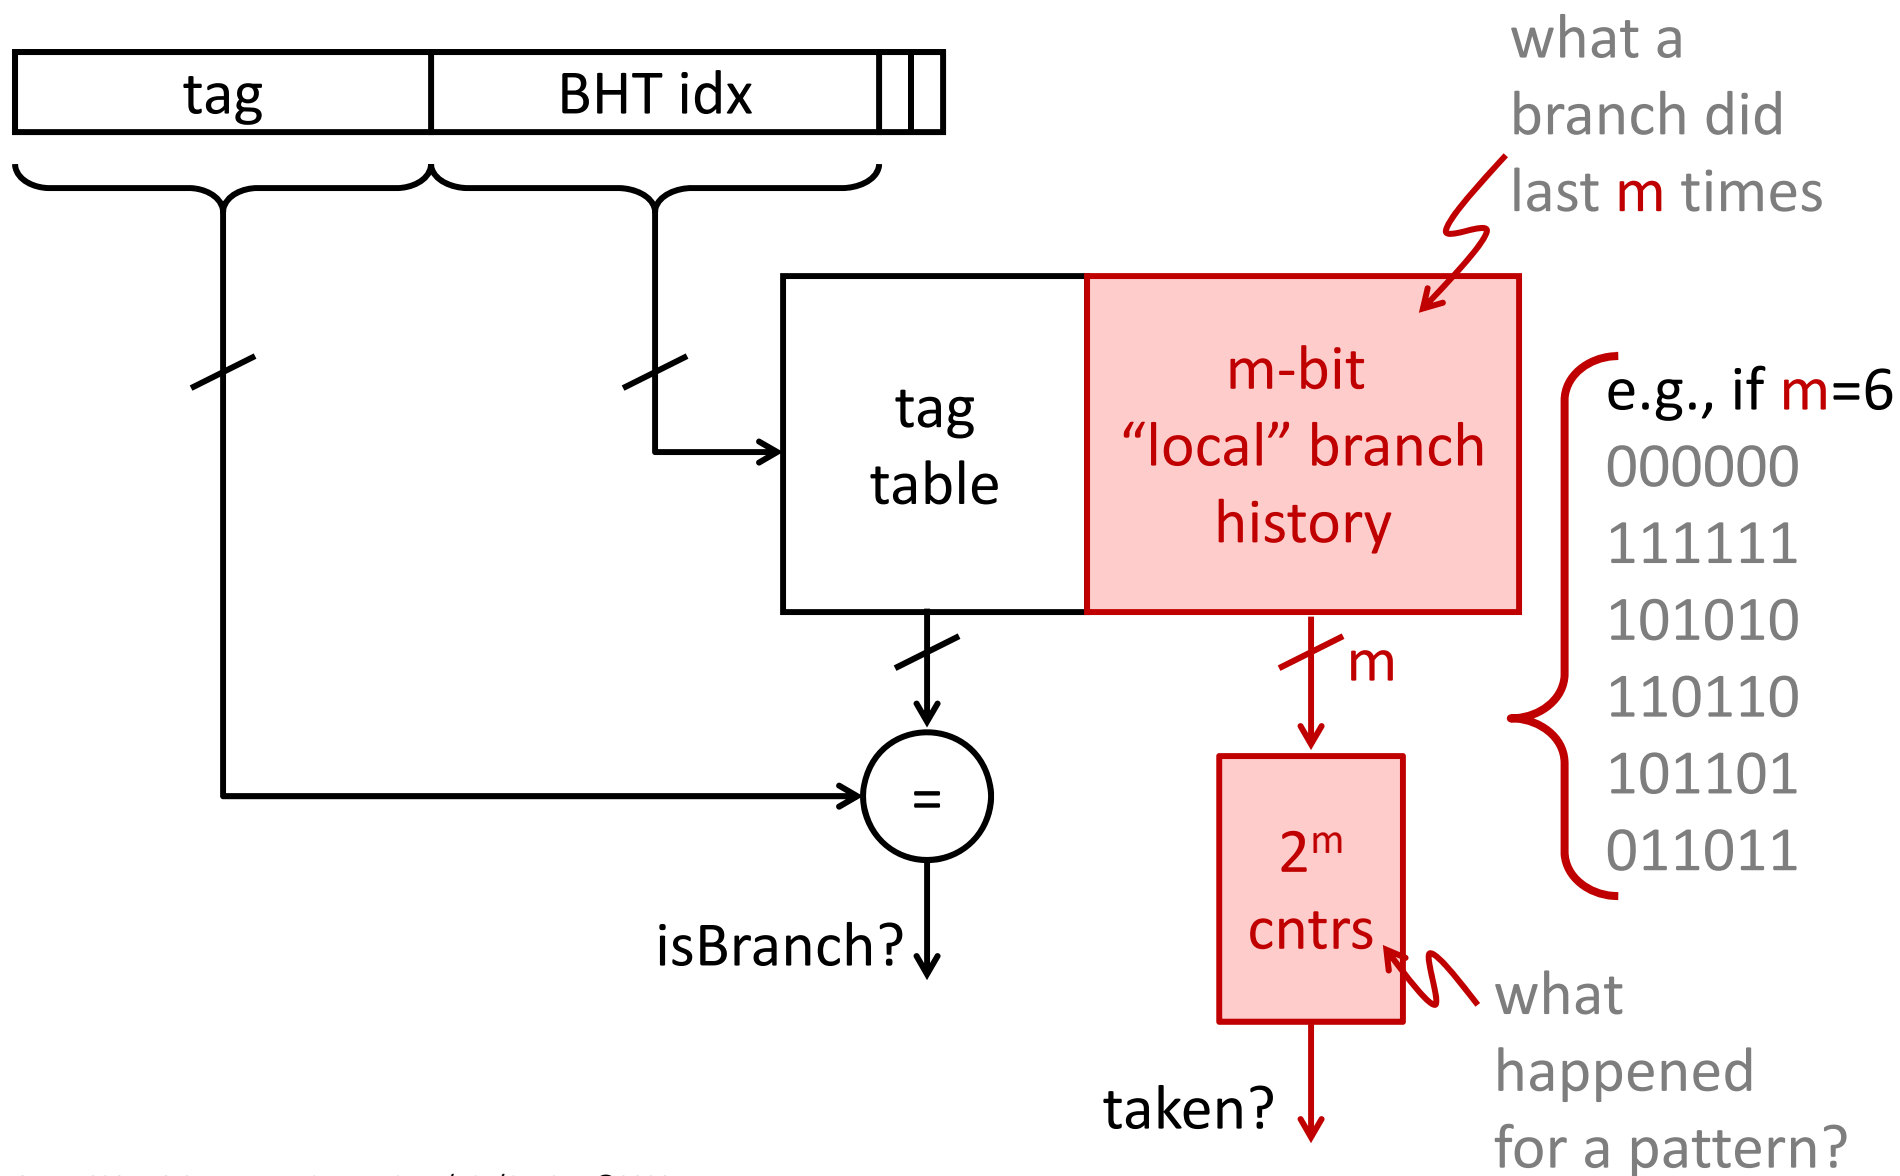 what a
branch did
last m times
tag
BHT idx
tag
table
m-bit
“local” branch
history
e.g., if m=6
000000
111111
101010
110110
101101
011011
m
=
2ᵐ
cntrs
isBranch?
taken?
what
happened
for a pattern?